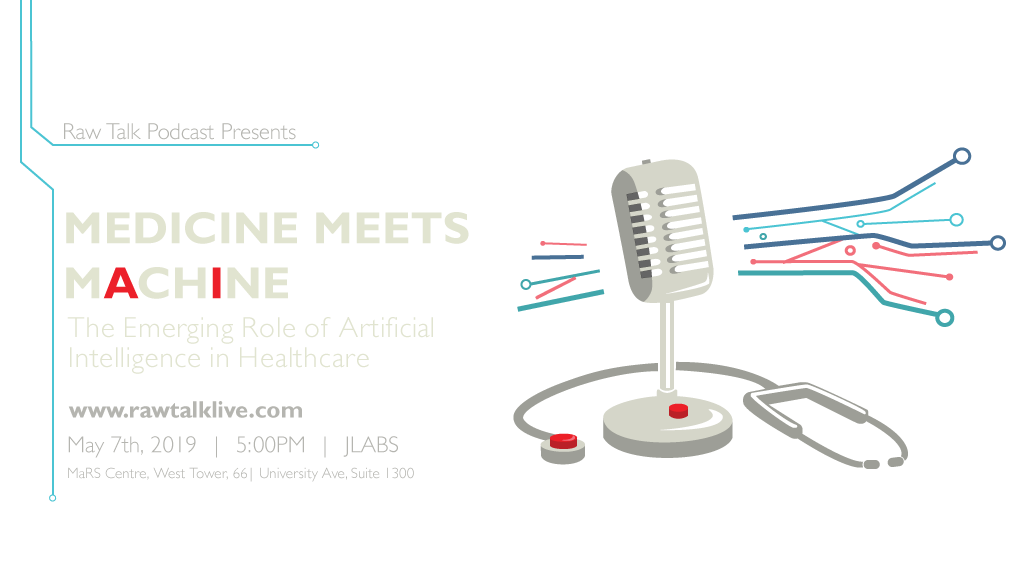 Raw Talk Podcast Presents
MEDICINE MEETS
MACHINE
The Emerging Role of Artificial
Intelligence in Healthcare
www.rawtalklive.com
May 7th, 2019 | 5:00PM | JLABS
MaRS Centre, West Tower, 661 University Ave, Suite 1300